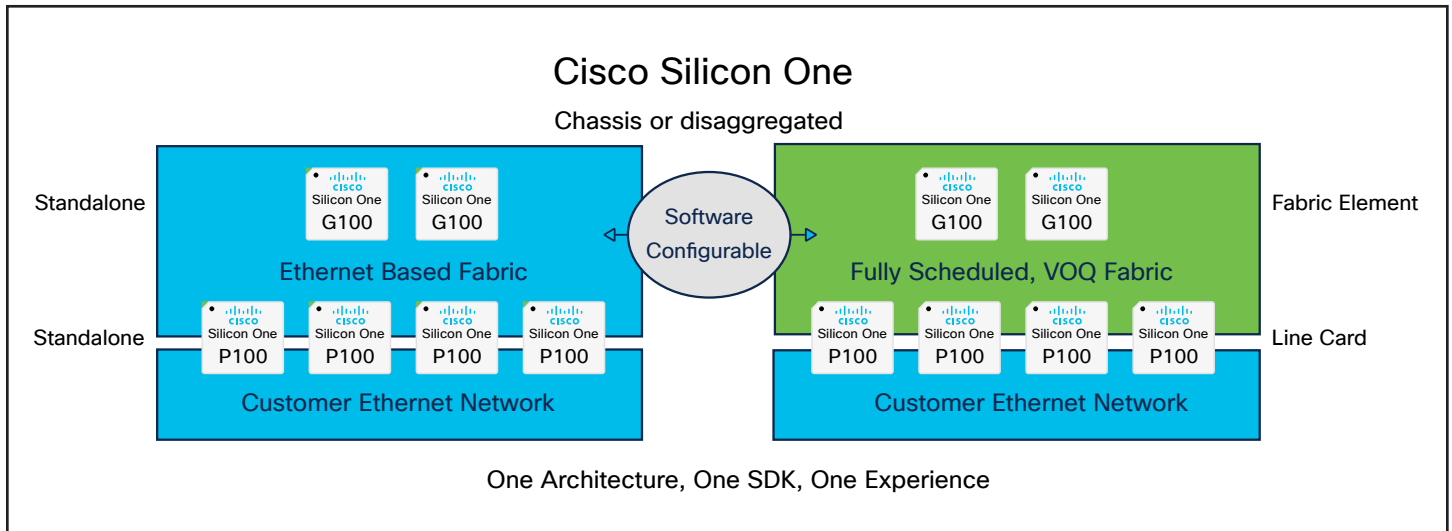 Cisco Silicon One
Chassis or disaggregated
Standalone
CISCO
Silicon One
G100
CISCO
Silicon One
G100
Ethernet Based Fabric
Software
Configurable
CISCO
Silicon One
G100
CISCO
Silicon One
G100
Fully Scheduled, VOQ Fabric
Fabric Element
Standalone
CISCO
Silicon One
P100
CISCO
Silicon One
P100
CISCO
Silicon One
P100
CISCO
Silicon One
P100
Customer Ethernet Network
CISCO
Silicon One
P100
CISCO
Silicon One
P100
CISCO
Silicon One
P100
CISCO
Silicon One
P100
Customer Ethernet Network
Line Card
One Architecture, One SDK, One Experience